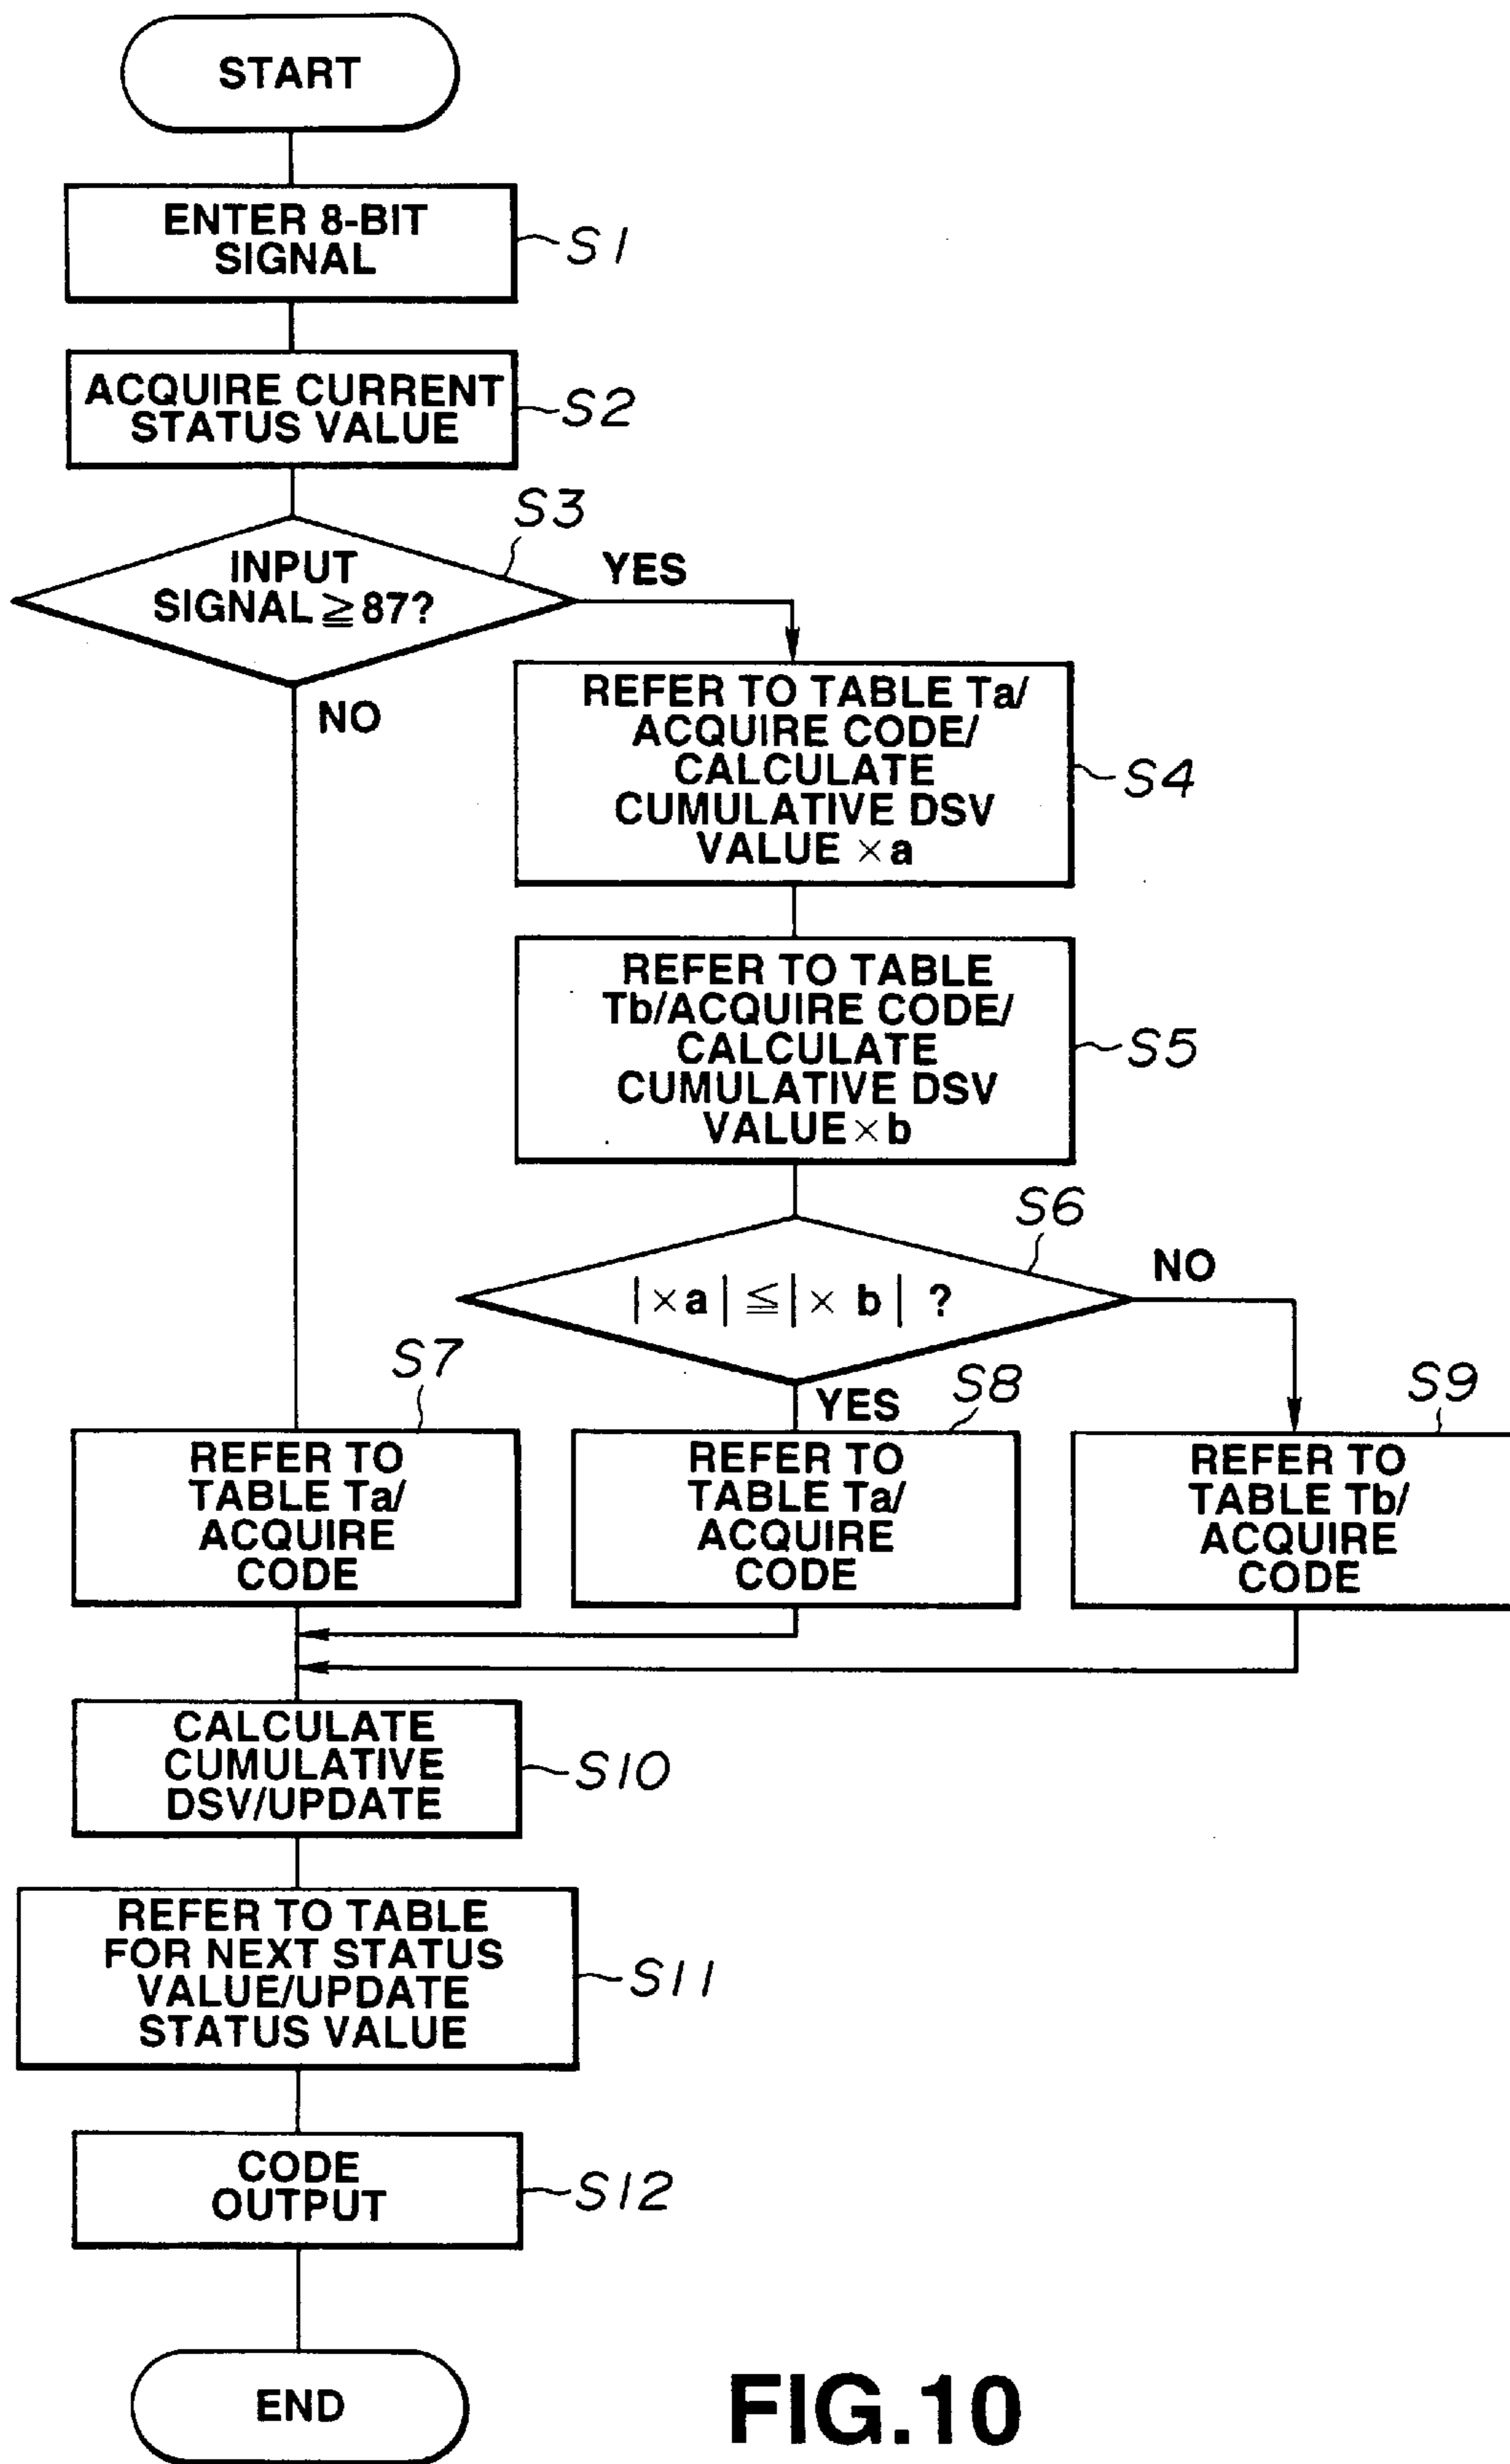 START
ENTER 8-BIT
SIGNAL
S1
ACQUIRE CURRENT
STATUS VALUE
S2
S3
INPUT
SIGNAL ≧ 87?
YES
NO
REFER TO TABLE Ta/
ACQUIRE CODE/
CALCULATE
CUMULATIVE DSV
VALUE ×a
S4
REFER TO TABLE
Tb/ACQUIRE CODE/
CALCULATE
CUMULATIVE DSV
VALUE ×b
S5
S6
|×a| ≦ |× b| ?
NO
YES
S7
REFER TO
TABLE Ta/
ACQUIRE
CODE
S8
REFER TO
TABLE Ta/
ACQUIRE
CODE
S9
REFER TO
TABLE Tb/
ACQUIRE
CODE
CALCULATE
CUMULATIVE
DSV/UPDATE
S10
REFER TO TABLE
FOR NEXT STATUS
VALUE/UPDATE
STATUS VALUE
S11
CODE
OUTPUT
S12
END
FIG.10